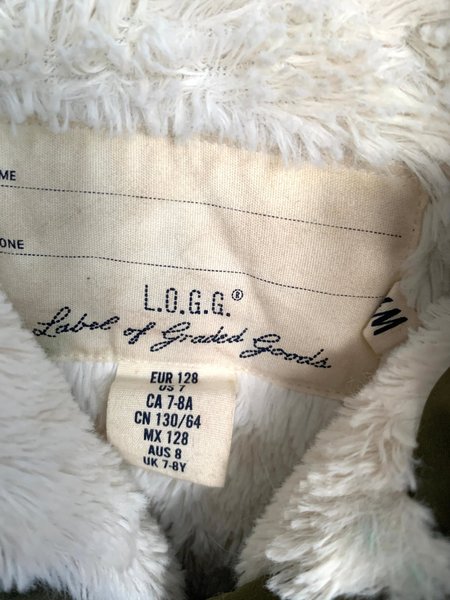 ME
ONE
L.O.G.G.®
Label of Graded Goods
EUR 128
US 7
CA 7-8A
CN 130/64
MX 128
AUS 8
UK 7-8Y